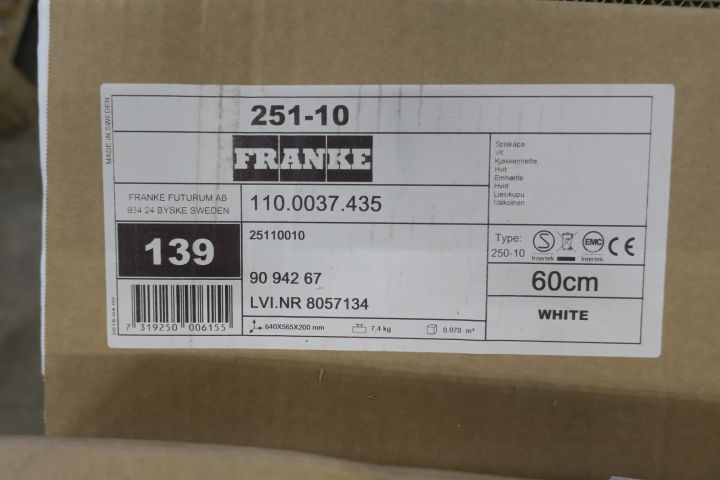 MADE IN SWEDEN
251-10
FRANKE
Spiskåpa
Vit
Kjøkkenhette
Hvit
Emhætte
Hvid
Liesikupu
Valkoinen
FRANKE FUTURUM AB
934 24 BYSKE SWEDEN
110.0037.435
139
25110010
90 942 67
LVI.NR 8057134
Type:
250-10
S
EMC
CE
Intertek
Intertek
60cm
WHITE
7 319250 006155
640X565X200 mm
7,4 kg
0.070 m³